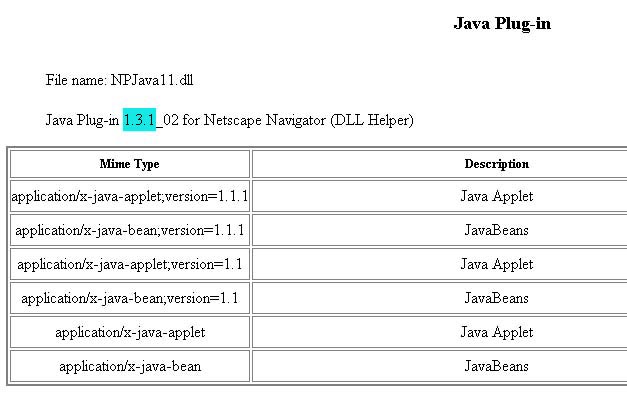 Java Plug-in
File name: NPJava11.dll
Java Plug-in 1.3.1_02 for Netscape Navigator (DLL Helper)
Mime Type Description
application/x-java-applet;version=1.1.1 Java Applet
application/x-java-bean;version=1.1.1 JavaBeans
application/x-java-applet;version=1.1 Java Applet
application/x-java-bean;version=1.1 JavaBeans
application/x-java-applet Java Applet
application/x-java-bean JavaBeans